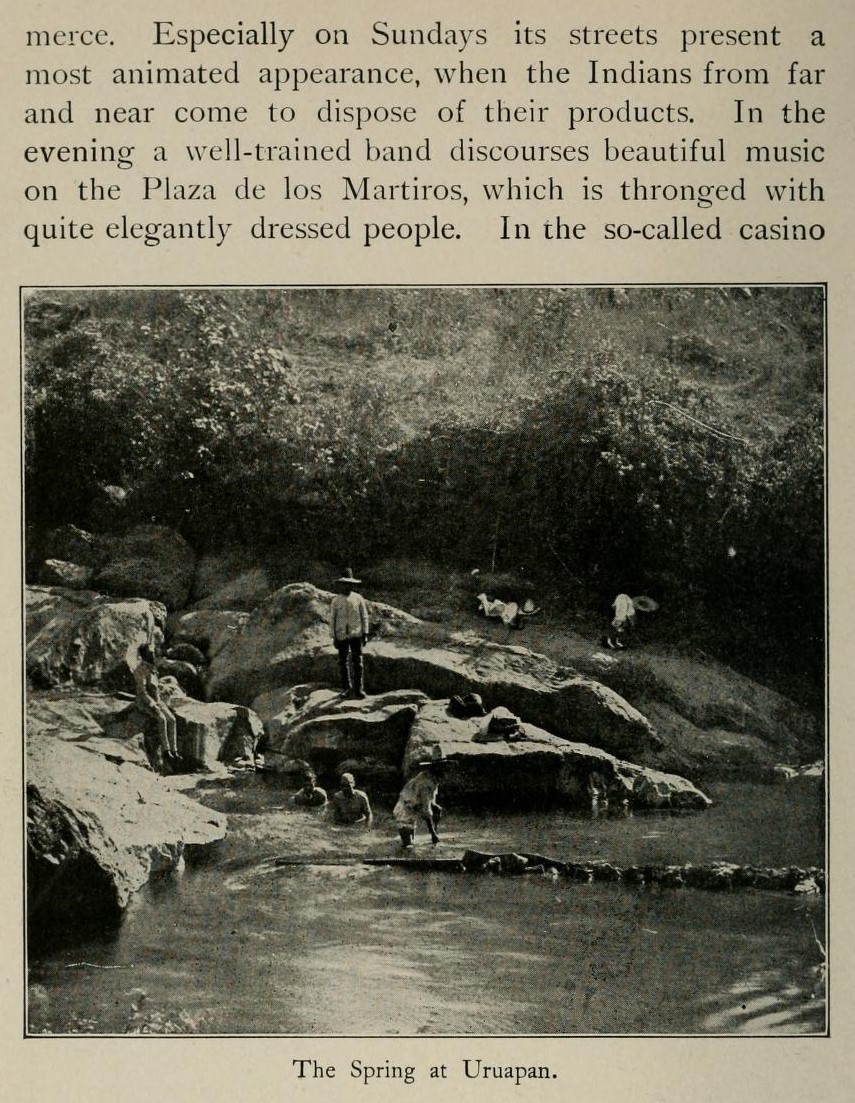 merce. Especially on Sundays its streets present a
most animated appearance, when the Indians from far
and near come to dispose of their products. In the
evening a well-trained band discourses beautiful music
on the Plaza de los Martiros, which is thronged with
quite elegantly dressed people. In the so-called casino
The Spring at Uruapan.